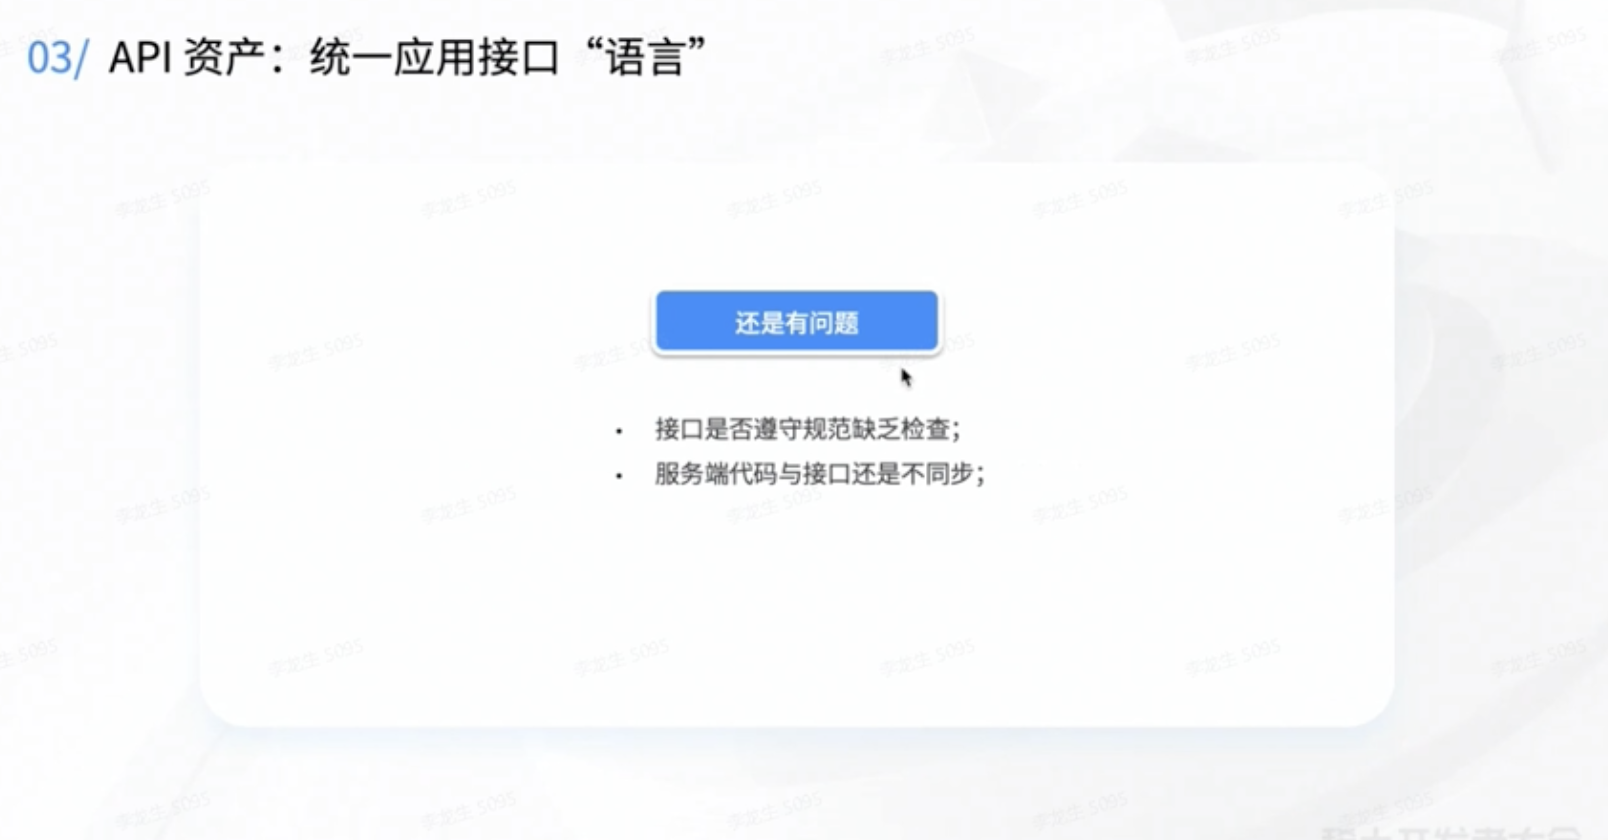 03/ API 资产：统一应用接口“语言”
还是有问题
· 接口是否遵守规范缺乏检查；
· 服务端代码与接口还是不同步；
李龙生 5095